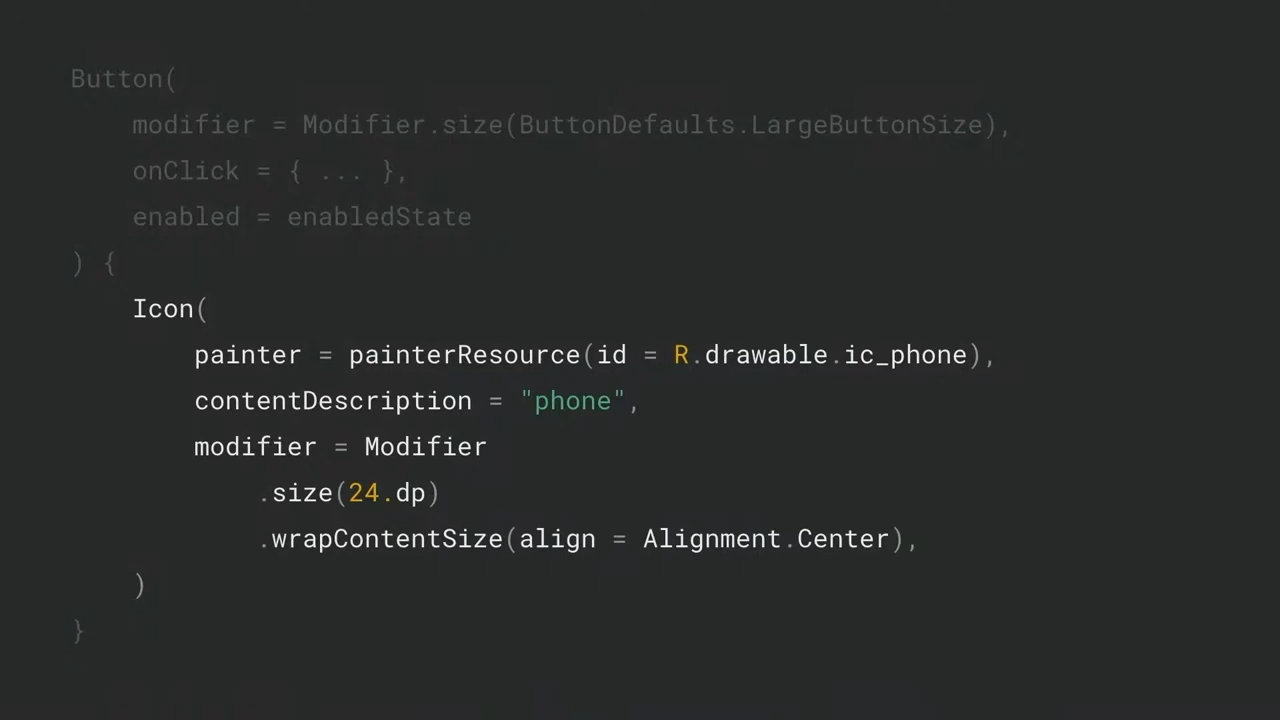 Button(
    modifier = Modifier.size(ButtonDefaults.LargeButtonSize),
    onClick = { ... },
    enabled = enabledState
) {
    Icon(
        painter = painterResource(id = R.drawable.ic_phone),
        contentDescription = "phone",
        modifier = Modifier
            .size(24.dp)
            .wrapContentSize(align = Alignment.Center),
    )
}